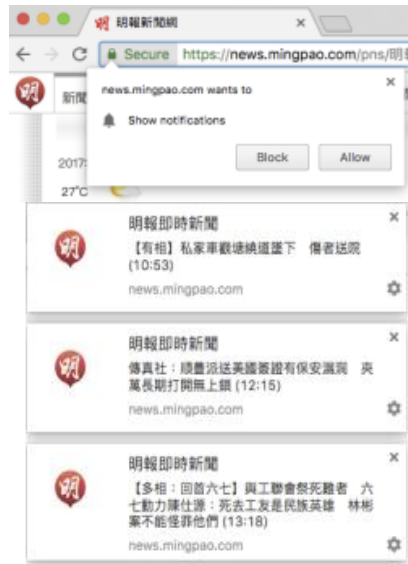 明報新聞網
Secure https://news.mingpao.com/pns/明
news.mingpao.com wants to
Show notifications
Block Allow
明 新聞
2017
27°C
明報即時新聞
【有相】私家車觀塘繞道墮下 傷者送院
(10:53)
news.mingpao.com
明報即時新聞
傳真社：順豐派送美國簽證有保安漏洞 夾
萬長期打開無上鎖 (12:15)
news.mingpao.com
明報即時新聞
【多相：回首六七】與工聯會祭死難者 六
七動力陳仕源：死去工友是民族英雄 林彬
案不能怪罪他們 (13:18)
news.mingpao.com